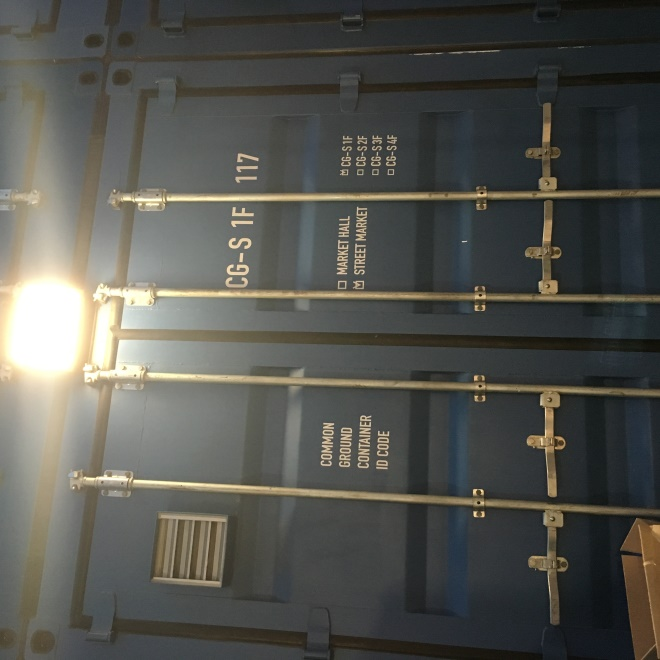 COMMON
GROUND
CONTAINER
ID CODE
CG-S 1F 117
☐ MARKET HALL
☑ STREET MARKET
☑ CG-S1F
☐ CG-S2F
☐ CG-S3F
☐ CG-S4F